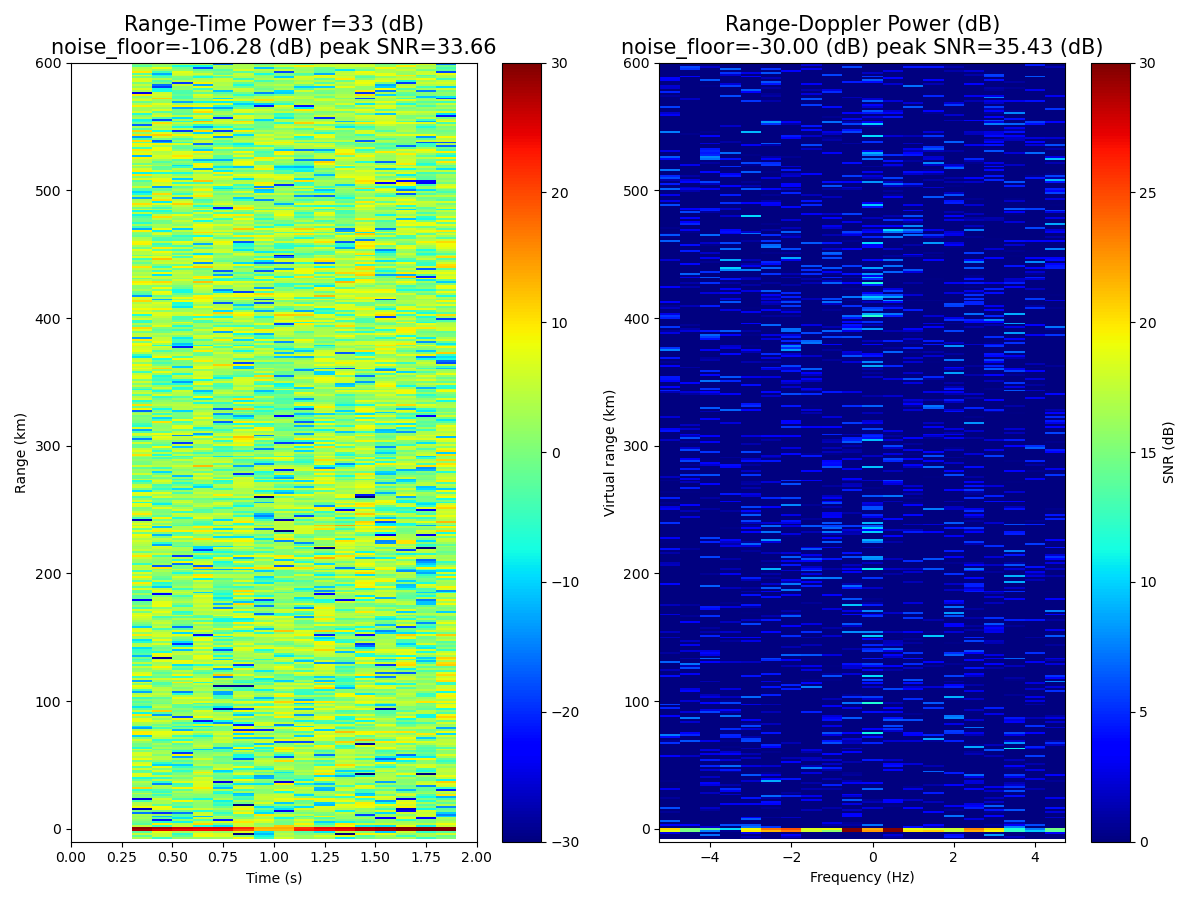 Range-Time Power f=33 (dB)
noise_floor=-106.28 (dB) peak SNR=33.66
Range-Doppler Power (dB)
noise_floor=-30.00 (dB) peak SNR=35.43 (dB)
600
500
400
300
200
100
0
Range (km)
0.00 0.25 0.50 0.75 1.00 1.25 1.50 1.75 2.00
Time (s)
30
20
10
0
−10
−20
−30
600
500
400
300
200
100
0
Virtual range (km)
−4 −2 0 2 4
Frequency (Hz)
30
25
20
15
10
5
0
SNR (dB)